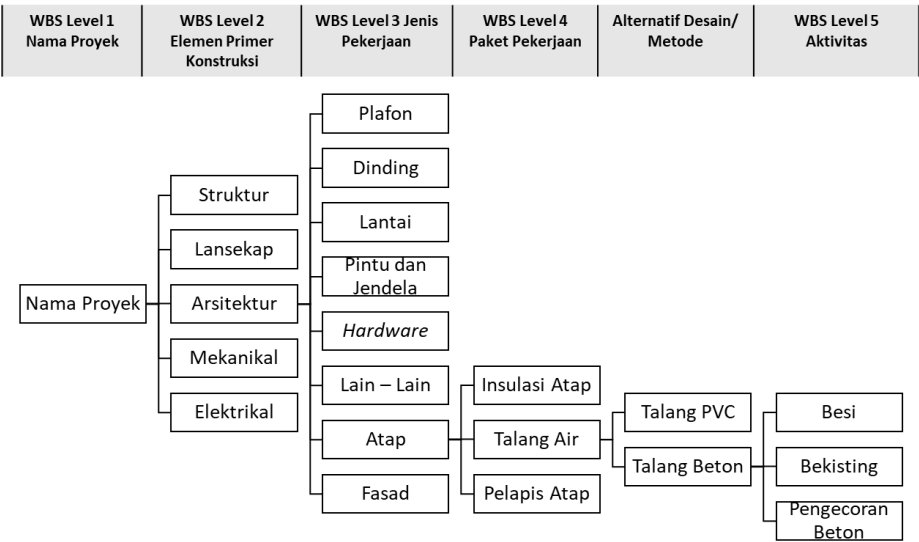 WBS Level 1
Nama Proyek
WBS Level 2
Elemen Primer
Konstruksi
WBS Level 3 Jenis
Pekerjaan
WBS Level 4
Paket Pekerjaan
Alternatif Desain/
Metode
WBS Level 5
Aktivitas
Nama Proyek
Struktur
Lansekap
Arsitektur
Mekanikal
Elektrikal
Plafon
Dinding
Lantai
Pintu dan
Jendela
Hardware
Lain – Lain
Atap
Fasad
Insulasi Atap
Talang Air
Pelapis Atap
Talang PVC
Talang Beton
Besi
Bekisting
Pengecoran
Beton